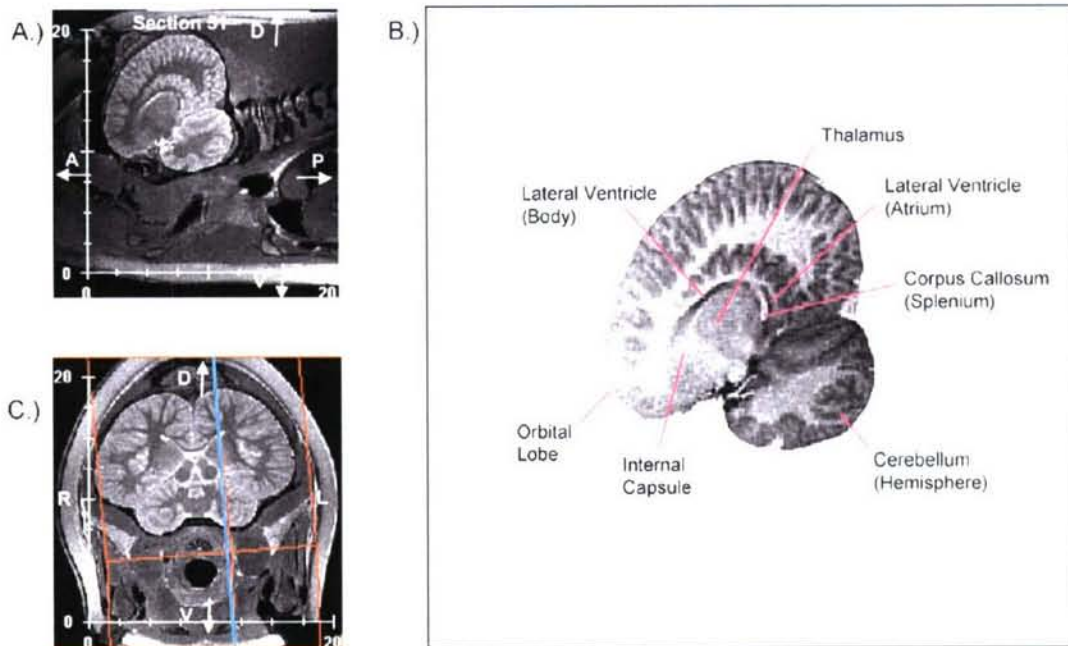 A.)
20
Section 51
D
A
P
0
V
0
20
B.)
Thalamus
Lateral Ventricle
(Body)
Lateral Ventricle
(Atrium)
Corpus Callosum
(Splenium)
Orbital
Lobe
Internal
Capsule
Cerebellum
(Hemisphere)
C.)
20
D
R
L
V
0
0
20